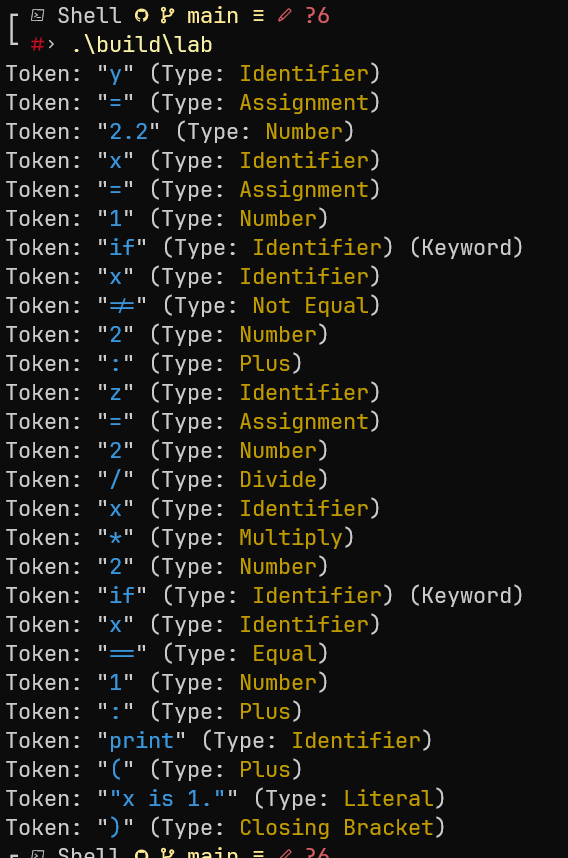 Shell main ≡ ?6
#› .\build\lab
Token: "y" (Type: Identifier)
Token: "=" (Type: Assignment)
Token: "2.2" (Type: Number)
Token: "x" (Type: Identifier)
Token: "=" (Type: Assignment)
Token: "1" (Type: Number)
Token: "if" (Type: Identifier) (Keyword)
Token: "x" (Type: Identifier)
Token: "!=" (Type: Not Equal)
Token: "2" (Type: Number)
Token: ":" (Type: Plus)
Token: "z" (Type: Identifier)
Token: "=" (Type: Assignment)
Token: "2" (Type: Number)
Token: "/" (Type: Divide)
Token: "x" (Type: Identifier)
Token: "*" (Type: Multiply)
Token: "2" (Type: Number)
Token: "if" (Type: Identifier) (Keyword)
Token: "x" (Type: Identifier)
Token: "==" (Type: Equal)
Token: "1" (Type: Number)
Token: ":" (Type: Plus)
Token: "print" (Type: Identifier)
Token: "(" (Type: Plus)
Token: ""x is 1."" (Type: Literal)
Token: ")" (Type: Closing Bracket)
Shell main ≡ ?6